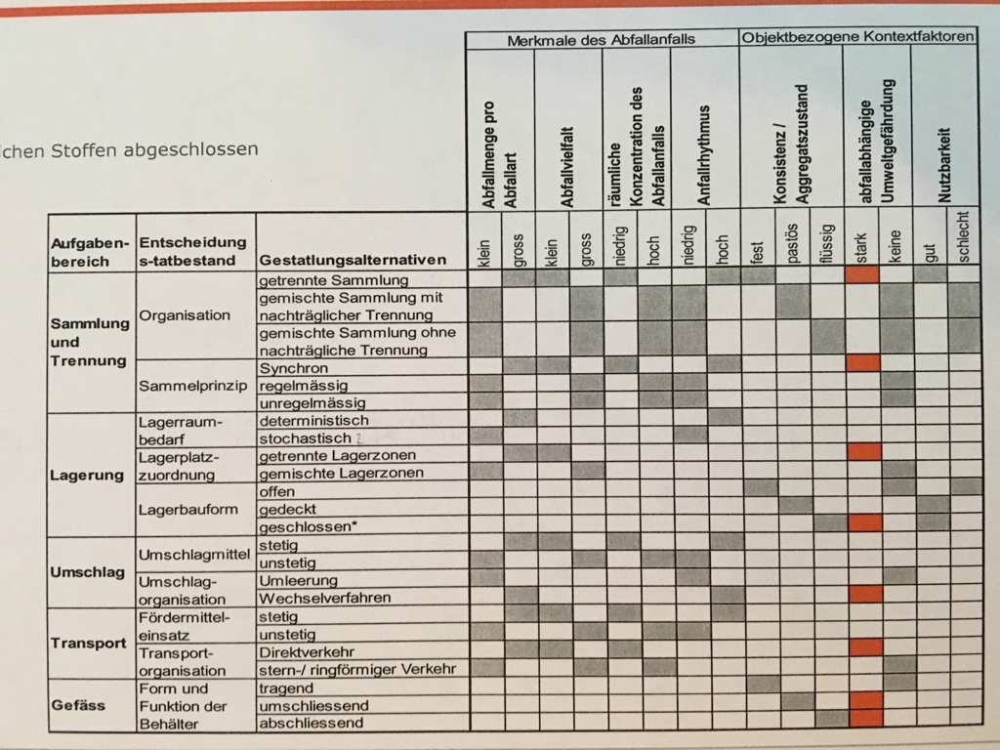 Merkmale des Abfallanfalls Objektbezogene Kontextfaktoren
Abfallmenge pro
Abfallart
Abfallvielfalt
räumliche
Konzentration des
Abfallanfalls
Anfallrhythmus
Konsistenz /
Aggregatszustand
abfallabhängige
Umweltgefährdung
Nutzbarkeit
ichen Stoffen abgeschlossen
Aufgaben-
bereich
Entscheidung
s-tatbestand
Gestatlungsalternativen
klein
gross
klein
gross
niedrig
hoch
niedrig
hoch
fest
pastös
flüssig
stark
keine
gut
schlecht
Sammlung
und
Trennung
Organisation
getrennte Sammlung
gemischte Sammlung mit
nachträglicher Trennung
gemischte Sammlung ohne
nachträgliche Trennung
Sammelprinzip
Synchron
regelmässig
unregelmässig
Lagerung
Lagerraum-
bedarf
deterministisch
stochastisch ?
Lagerplatz-
zuordnung
getrennte Lagerzonen
gemischte Lagerzonen
Lagerbauform
offen
gedeckt
geschlossen*
Umschlag
Umschlagmittel
stetig
unstetig
Umschlag-
organisation
Umleerung
Wechselverfahren
Transport
Fördermittel-
einsatz
stetig
unstetig
Transport-
organisation
Direktverkehr
stern-/ ringförmiger Verkehr
Gefäss
Form und
Funktion der
Behälter
tragend
umschliessend
abschliessend